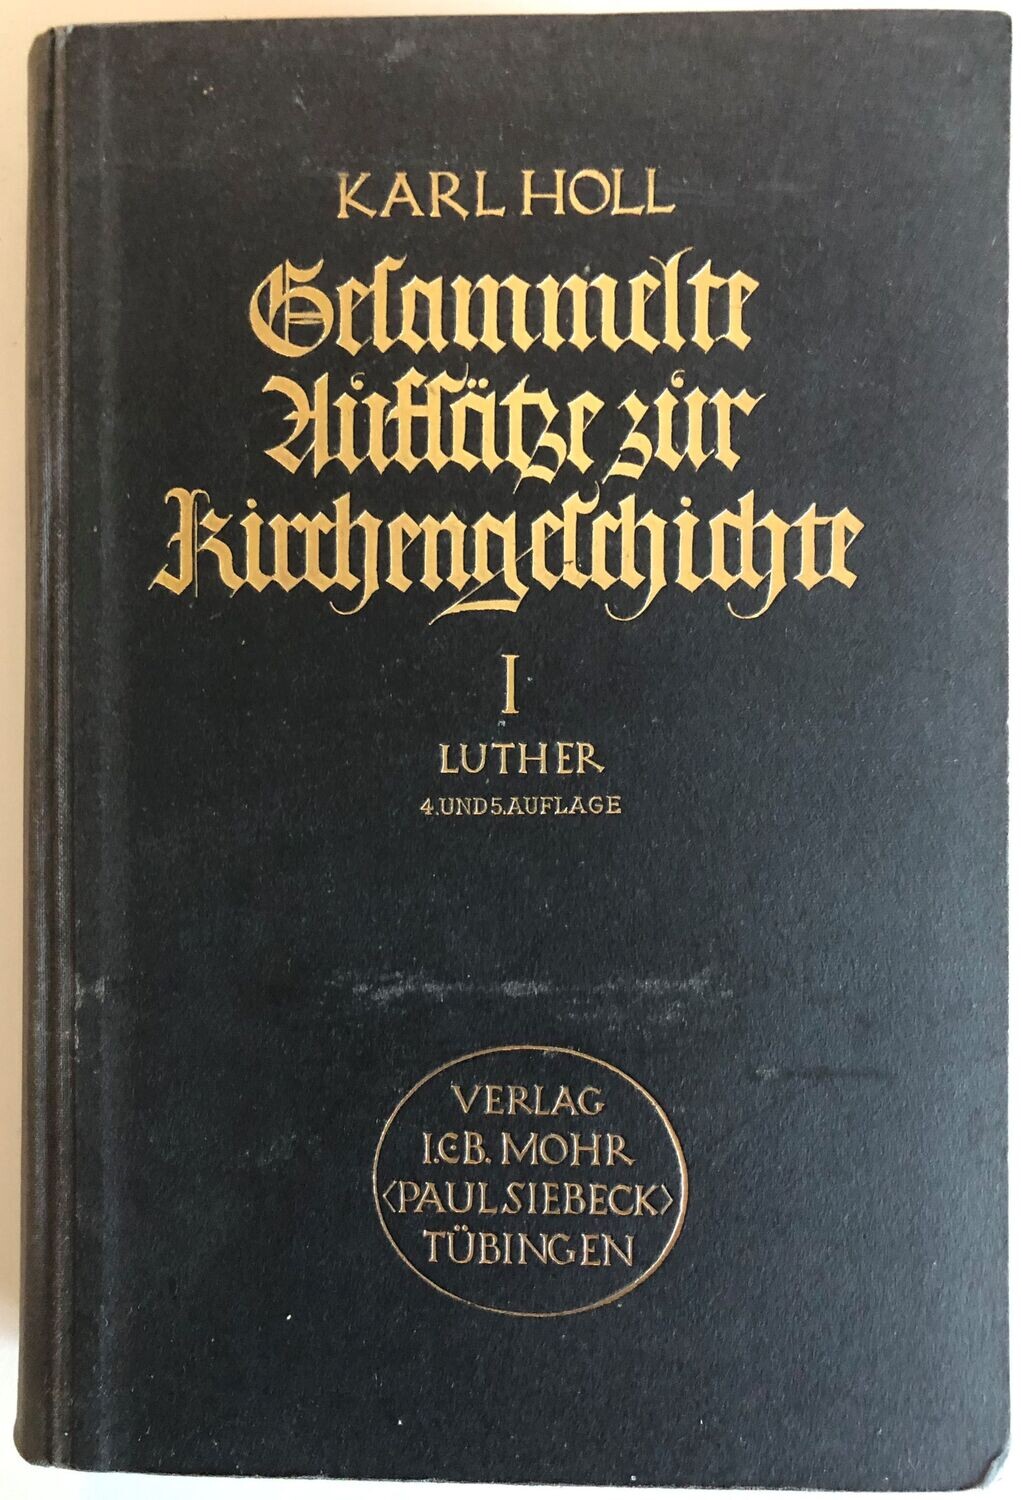 KARL HOLL
Gesammelte
Aufsätze zur
Kirchengeschichte
I
LUTHER
4. UND 5. AUFLAGE
VERLAG
I.C.B. MOHR
<PAUL SIEBECK>
TÜBINGEN